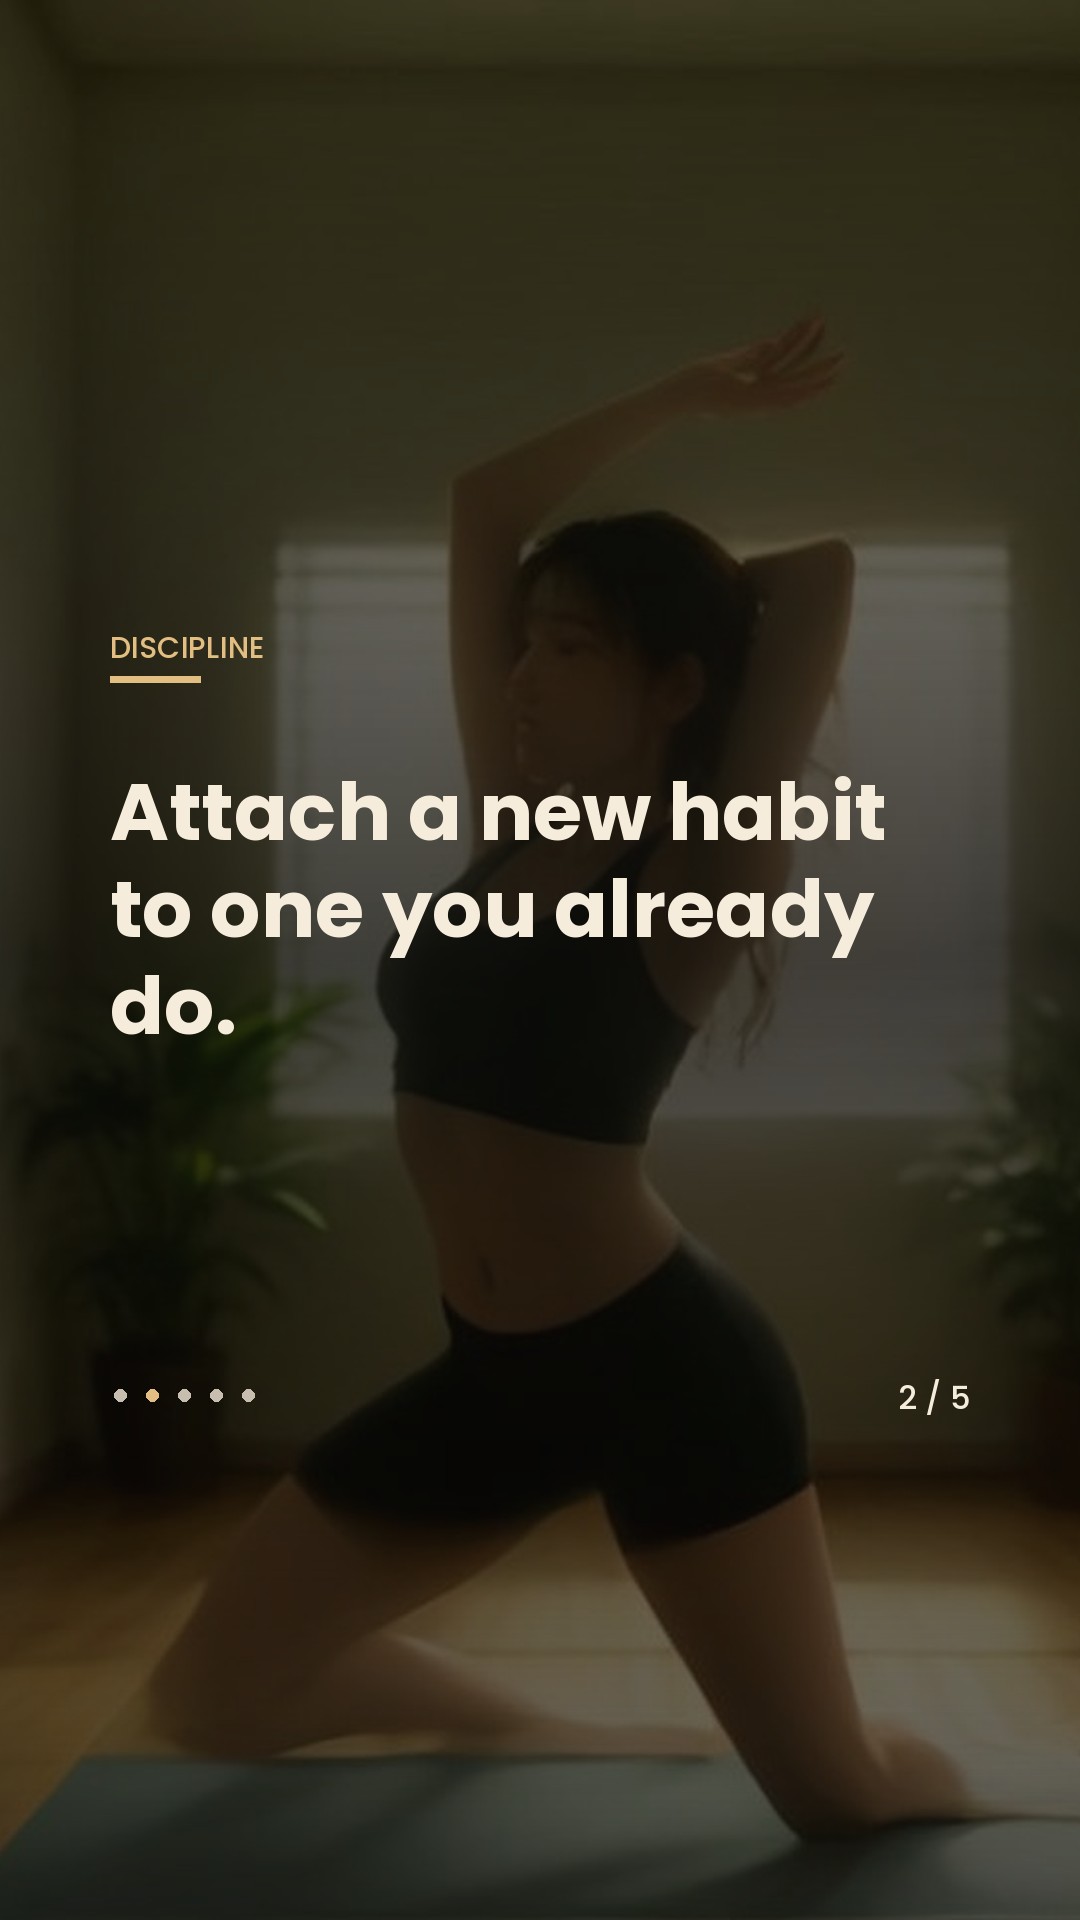 DISCIPLINE
Attach a new habit
to one you already
do.
2 / 5